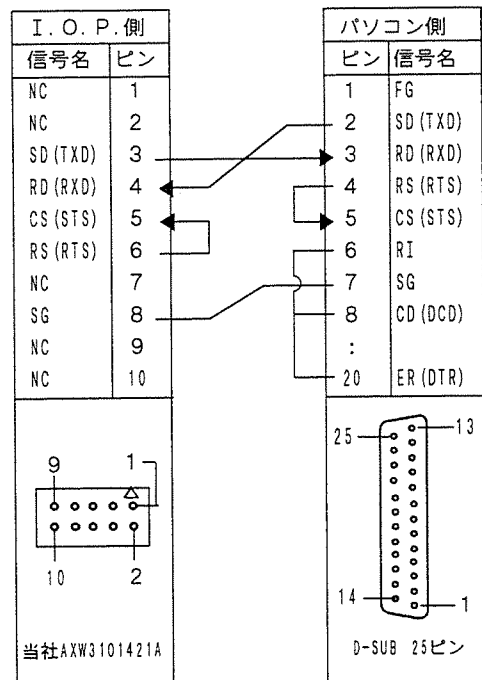 I.O.P.側
信号名 ピン
NC 1
NC 2
SD(TXD) 3
RD(RXD) 4
CS(STS) 5
RS(RTS) 6
NC 7
SG 8
NC 9
NC 10
9 1
10 2
当社AXW3101421A
パソコン側
ピン 信号名
1 FG
2 SD(TXD)
3 RD(RXD)
4 RS(RTS)
5 CS(STS)
6 RI
7 SG
8 CD(DCD)
:
20 ER(DTR)
25 13
14 1
D-SUB 25ピン